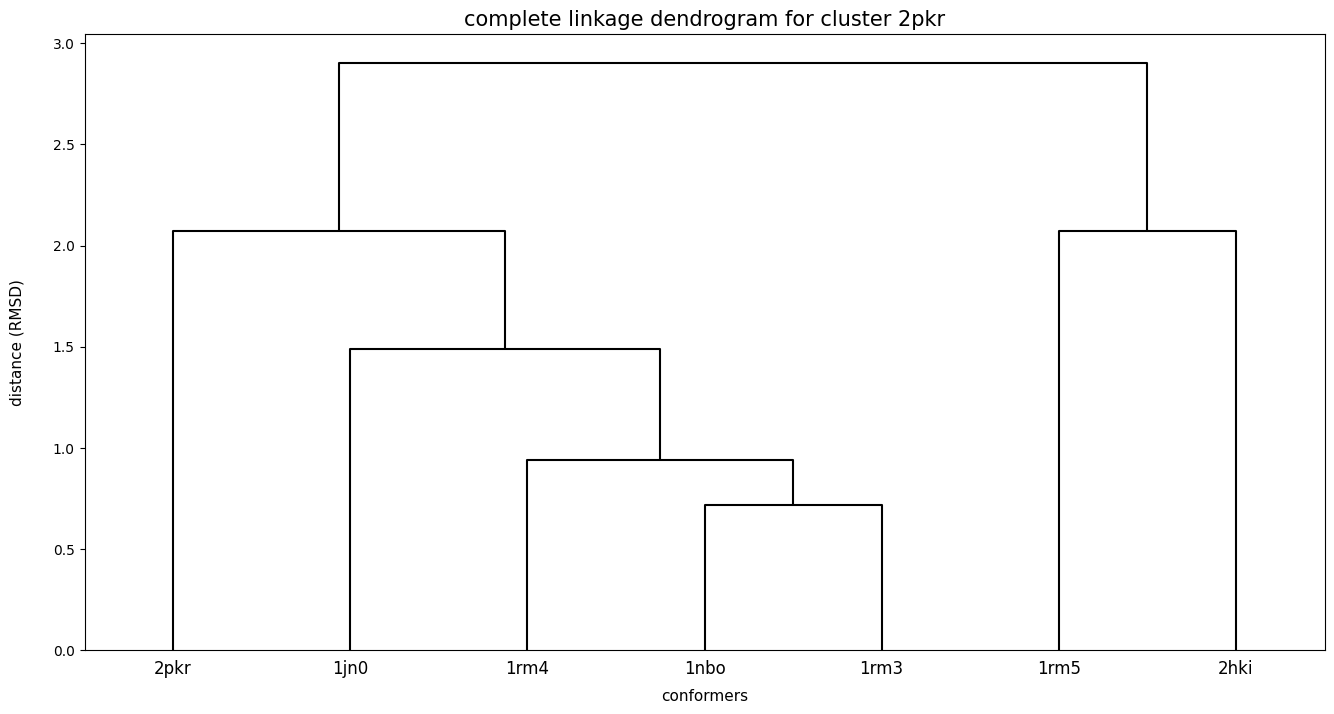 complete linkage dendrogram for cluster 2pkr
3.0
2.5
2.0
1.5
1.0
0.5
0.0
distance (RMSD)
2pkr 1jn0 1rm4 1nbo 1rm3 1rm5 2hki
conformers